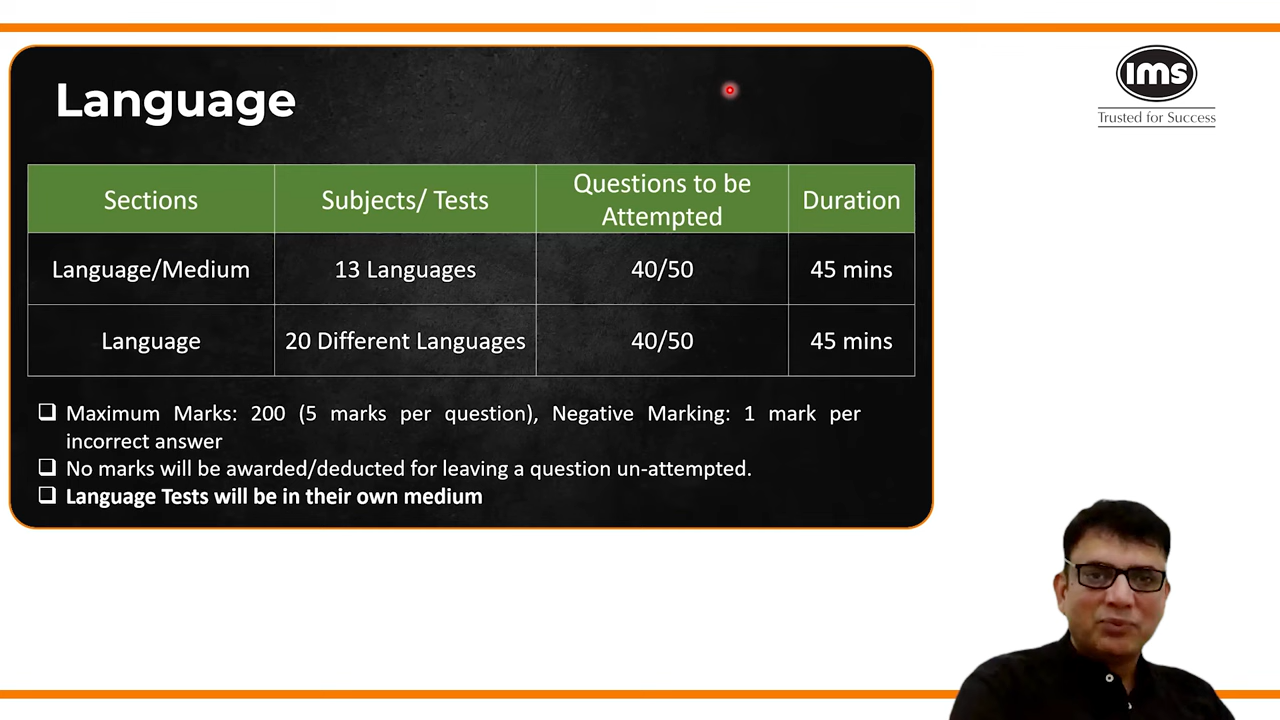 Language
ims
Trusted for Success
Sections Subjects/ Tests Questions to be Attempted Duration
Language/Medium 13 Languages 40/50 45 mins
Language 20 Different Languages 40/50 45 mins
Maximum Marks: 200 (5 marks per question), Negative Marking: 1 mark per
incorrect answer
No marks will be awarded/deducted for leaving a question un-attempted.
Language Tests will be in their own medium